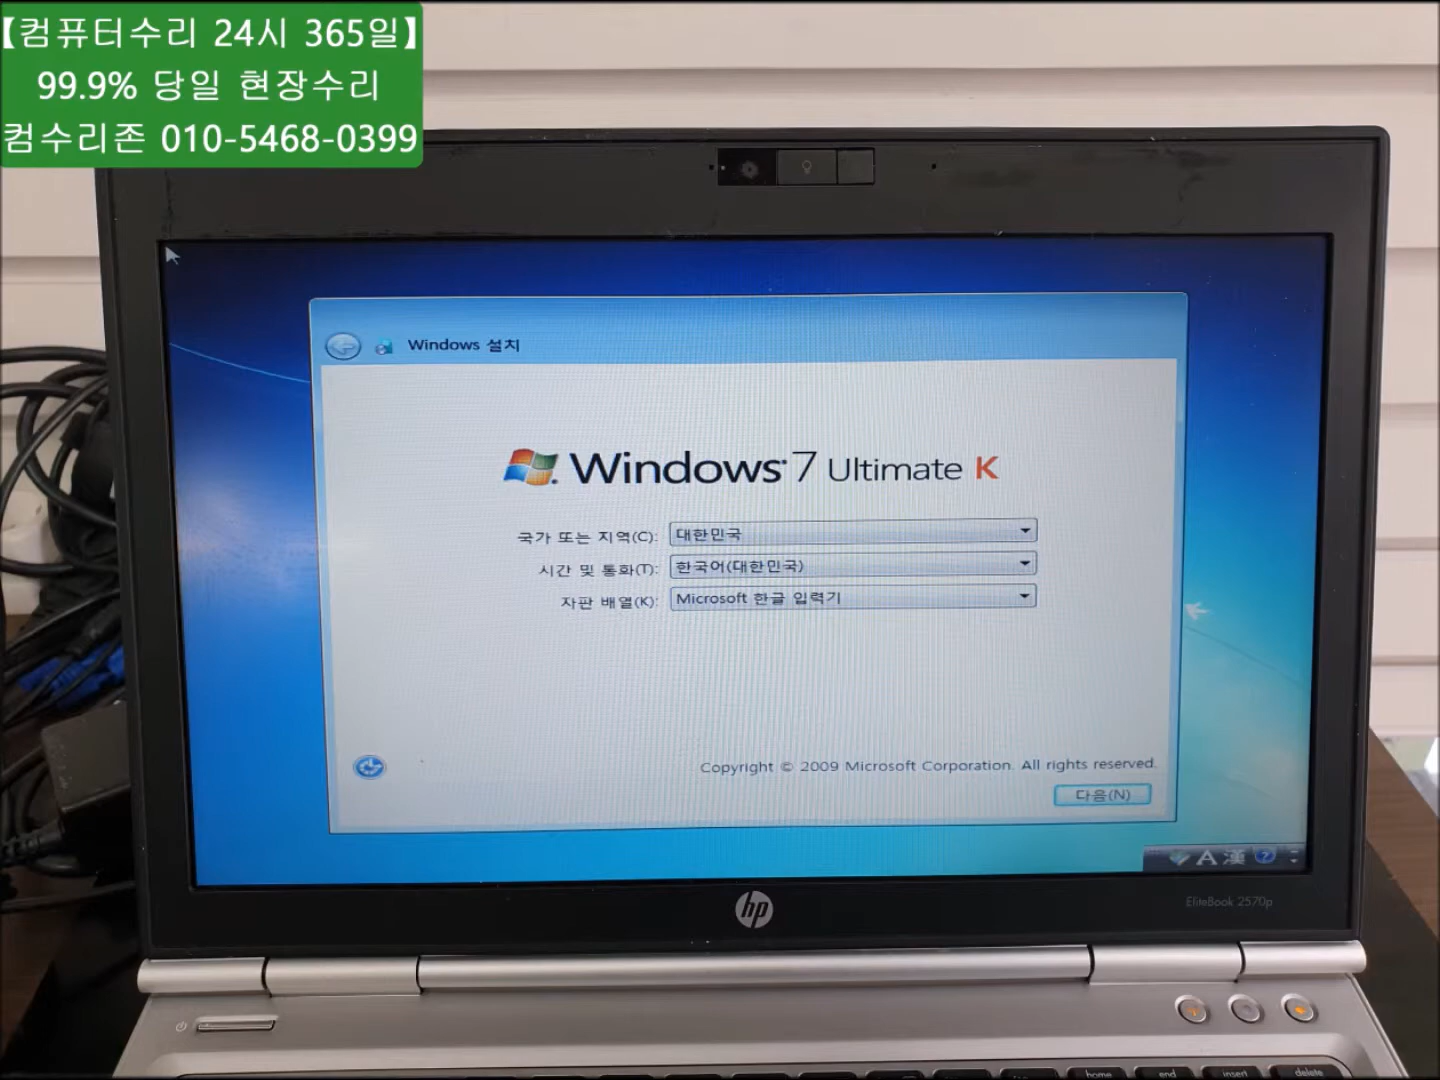 【컴퓨터수리 24시 365일】
99.9% 당일 현장수리
컴수리존 010-5468-0399
Windows 설치
Windows 7 Ultimate K
국가 또는 지역(C): 대한민국
시간 및 통화(T): 한국어(대한민국)
자판 배열(K): Microsoft 한글 입력기
Copyright © 2009 Microsoft Corporation. All rights reserved.
다음(N)
A 漢 ?
hp
EliteBook 2570p
home end insert delete